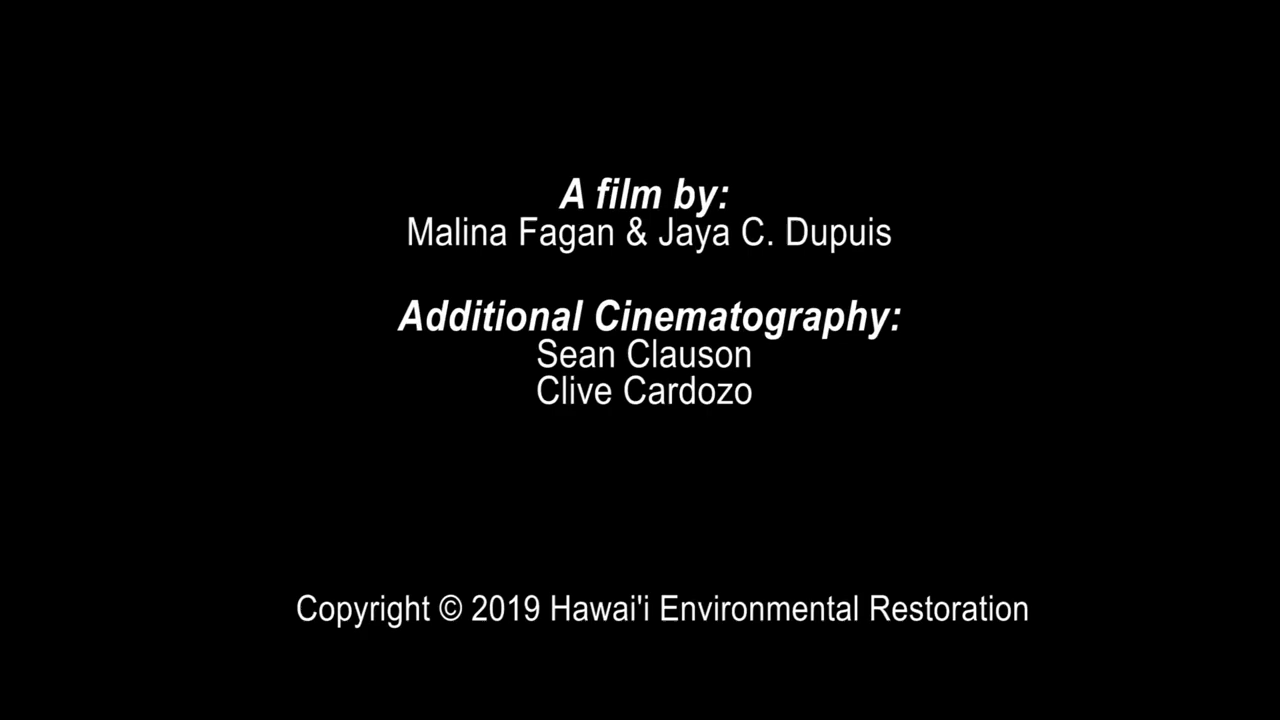 A film by:
Malina Fagan & Jaya C. Dupuis
Additional Cinematography:
Sean Clauson
Clive Cardozo
Copyright © 2019 Hawai'i Environmental Restoration